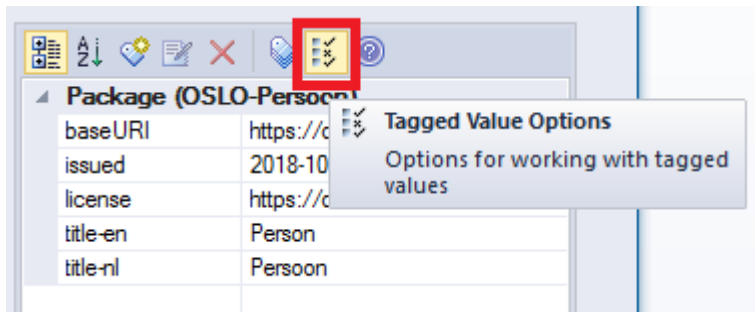 Package (OSLO-Persoon)
baseURI https://
issued 2018-10
license https://
title-en Person
title-nl Persoon
Tagged Value Options
Options for working with tagged
values